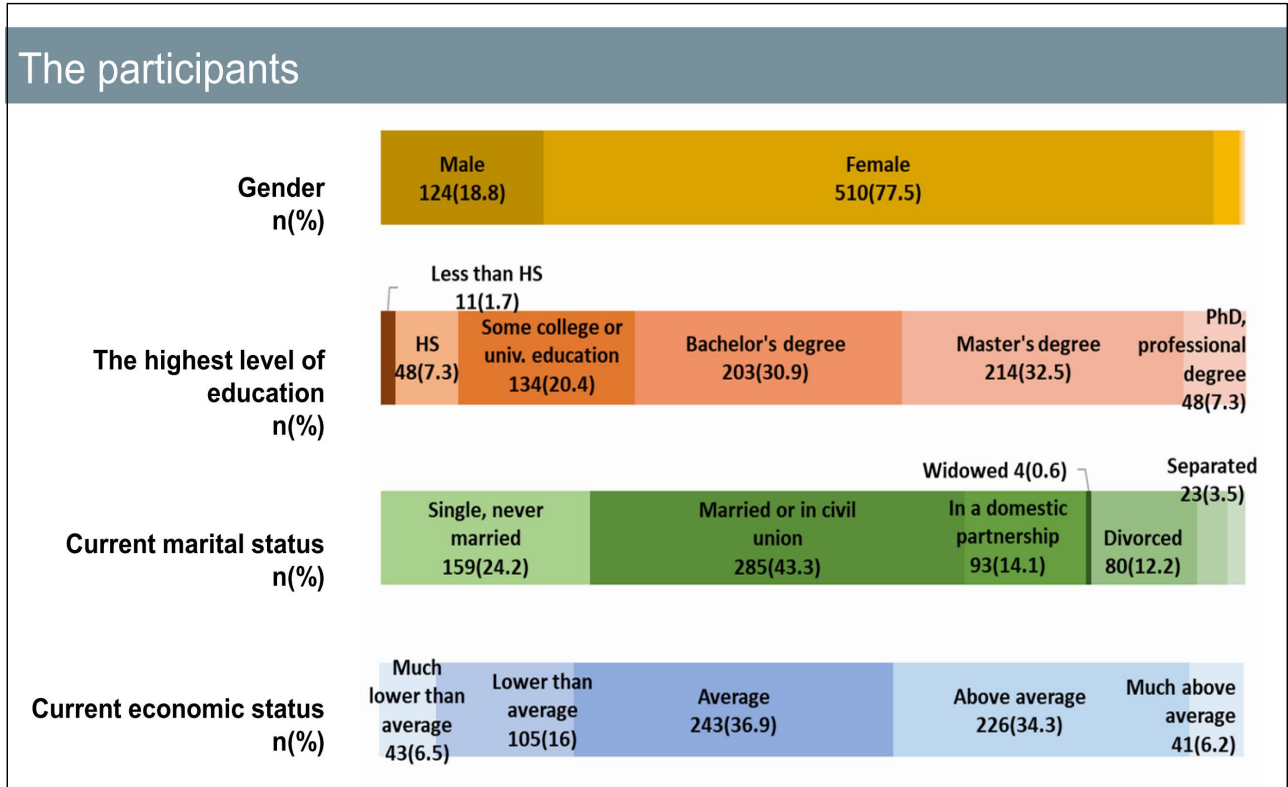 The participants
Gender
n(%)
Male
124(18.8)
Female
510(77.5)
The highest level of
education
n(%)
Less than HS
11(1.7)
HS
48(7.3)
Some college or
univ. education
134(20.4)
Bachelor's degree
203(30.9)
Master's degree
214(32.5)
PhD,
professional
degree
48(7.3)
Current marital status
n(%)
Single, never
married
159(24.2)
Married or in civil
union
285(43.3)
In a domestic
partnership
93(14.1)
Widowed 4(0.6)
Divorced
80(12.2)
Separated
23(3.5)
Current economic status
n(%)
Much
lower than
average
43(6.5)
Lower than
average
105(16)
Average
243(36.9)
Above average
226(34.3)
Much above
average
41(6.2)